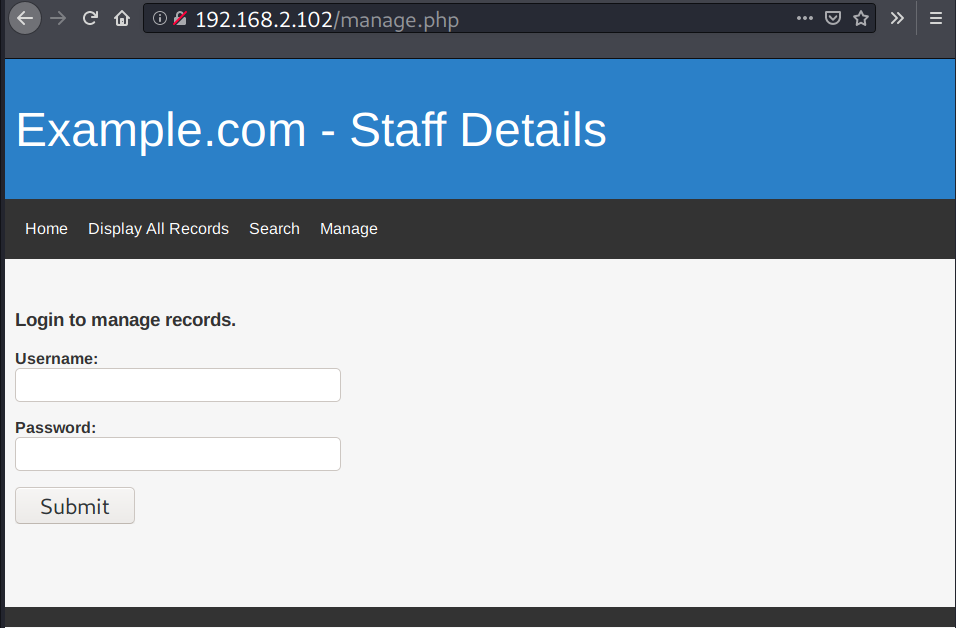 192.168.2.102/manage.php
Example.com - Staff Details
Home Display All Records Search Manage
Login to manage records.
Username:
Password:
Submit